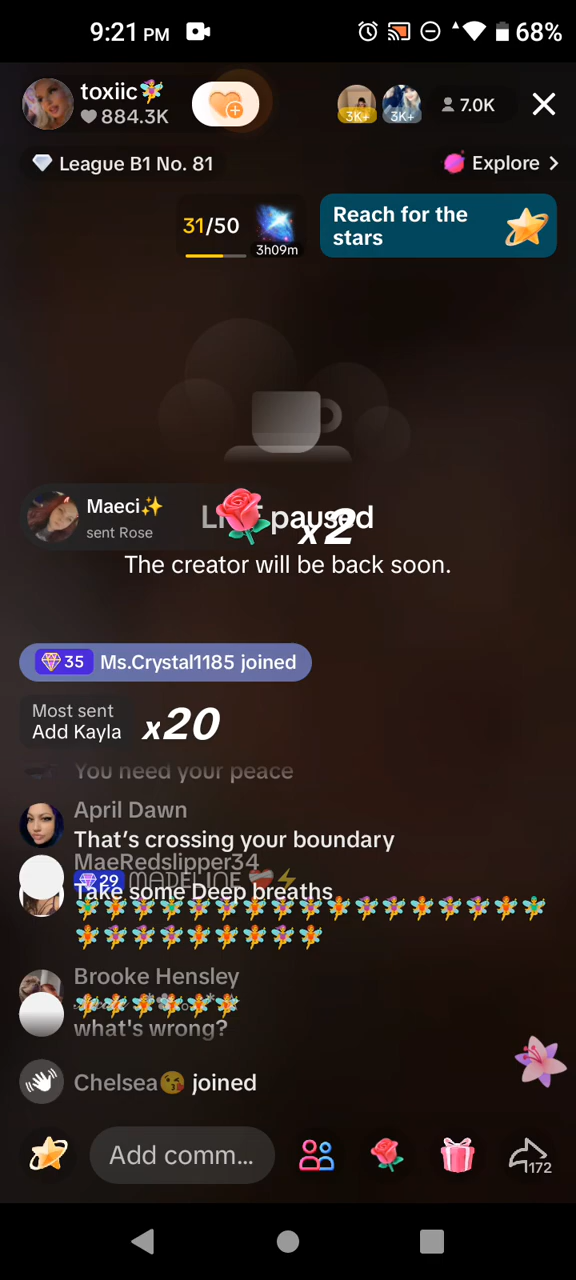 9:21 PM
68%
toxiic🧚
884.3K
3K+
3K+
7.0K
League B1 No. 81
Explore >
31/50
3h09m
Reach for the
stars
Maeci✨
sent Rose
LIVE paused
x2
The creator will be back soon.
35 Ms.Crystal1185 joined
Most sent
Add Kayla
x20
You need your peace
April Dawn
That's crossing your boundary
MaeRedslipper34
29
Take some Deep breaths
Brooke Hensley
what's wrong?
Chelsea😘 joined
Add comm...
172